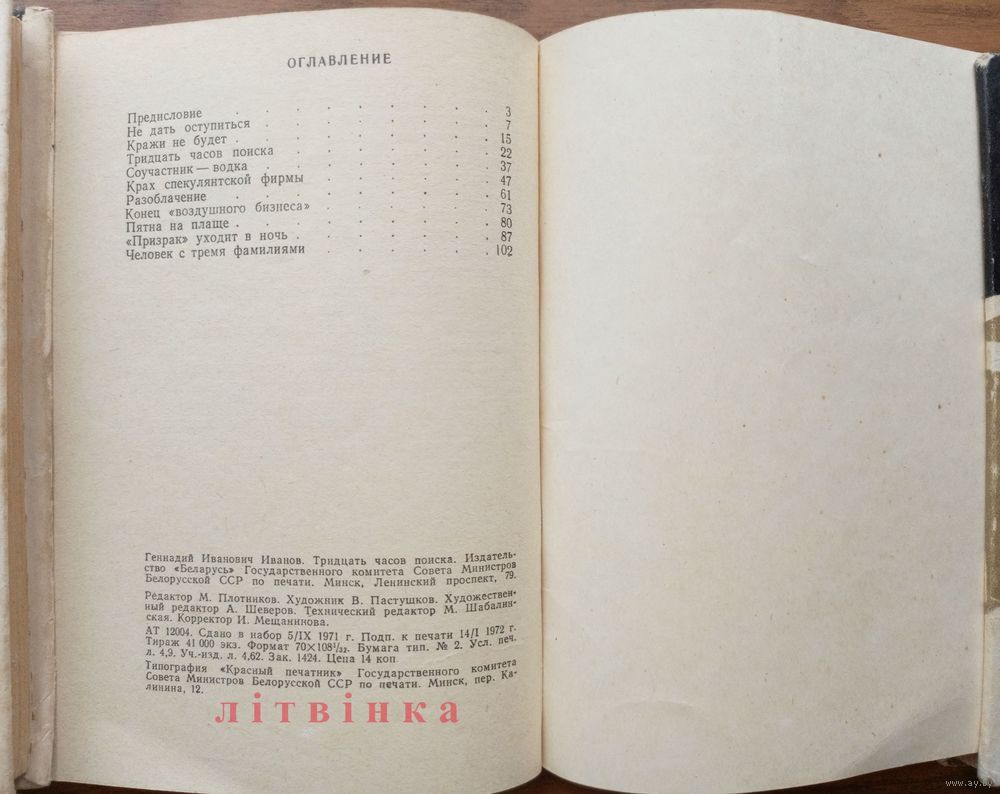 ОГЛАВЛЕНИЕ
Предисловие . . . . . . . . 3
Не дать оступиться . . . . . . . 7
Кражи не будет . . . . . . . . 15
Тридцать часов поиска . . . . . . 22
Соучастник — водка . . . . . . . 37
Крах спекулянтской фирмы . . . . . 47
Разоблачение . . . . . . . . 61
Конец «воздушного бизнеса» . . . . . . 73
Пятна на плаще . . . . . . . . 80
«Призрак» уходит в ночь . . . . . . . 87
Человек с тремя фамилиями . . . . . . 102
Геннадий Иванович Иванов. Тридцать часов поиска. Издатель-
ство «Беларусь» Государственного комитета Совета Министров
Белорусской ССР по печати. Минск, Ленинский проспект, 79.
Редактор М. Плотников. Художник В. Пастушков. Художествен-
ный редактор А. Шеверов. Технический редактор М. Шабалин-
ская. Корректор И. Мещанинова.
АТ 12004. Сдано в набор 5/IX 1971 г. Подп. к печати 14/I 1972 г.
Тираж 41 000 экз. Формат 70×108¹/₃₂. Бумага тип. № 2. Усл. печ.
л. 4,9. Уч.-изд. л. 4,62. Зак. 1424. Цена 14 коп
Типография «Красный печатник» Государственного комитета
Совета Министров Белорусской ССР по печати. Минск, пер. Ка-
линина, 12.
літвінка
www.ay.by